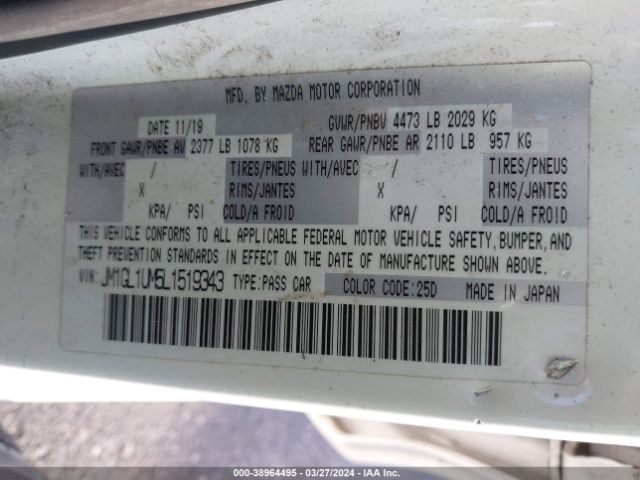 MFD. BY MAZDA MOTOR CORPORATION
DATE 11/19 GVWR/PNBV 4473 LB 2029 KG
FRONT GAWR/PNBE AV 2377 LB 1078 KG REAR GAWR/PNBE AR 2110 LB 957 KG
WITH/AVEC / TIRES/PNEUS WITH/AVEC / TIRES/PNEUS
X RIMS/JANTES X RIMS/JANTES
KPA/ PSI COLD/A FROID KPA/ PSI COLD/A FROID
THIS VEHICLE CONFORMS TO ALL APPLICABLE FEDERAL MOTOR VEHICLE SAFETY, BUMPER, AND
THEFT PREVENTION STANDARDS IN EFFECT ON THE DATE OF MANUFACTURE SHOWN ABOVE.
VIN: JM1GL1UM5L1519343 TYPE:PASS CAR COLOR CODE:25D MADE IN JAPAN
000-38964495 - 03/27/2024 - IAA Inc.